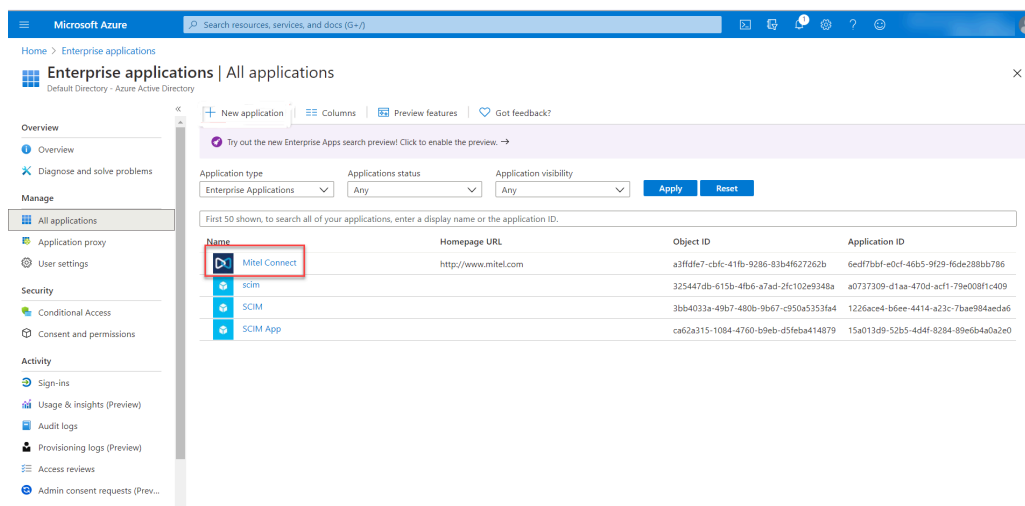 Microsoft Azure
Search resources, services, and docs (G+/)
1
Home > Enterprise applications
Enterprise applications | All applications
Default Directory - Azure Active Directory
New application
Columns
Preview features
Got feedback?
Overview
Overview
Diagnose and solve problems
Manage
All applications
Application proxy
User settings
Security
Conditional Access
Consent and permissions
Activity
Sign-ins
Usage & insights (Preview)
Audit logs
Provisioning logs (Preview)
Access reviews
Admin consent requests (Prev...
Try out the new Enterprise Apps search preview! Click to enable the preview. →
Application type Applications status Application visibility
Enterprise Applications Any Any Apply Reset
First 50 shown, to search all of your applications, enter a display name or the application ID.
Name Homepage URL Object ID Application ID
Mitel Connect http://www.mitel.com a3ffdfe7-cbfc-41fb-9286-83b4f627262b 6edf7bbf-e0cf-46b5-9f29-f6de288bb786
scim 325447db-615b-4fb6-a7ad-2fc102e9348a a0737309-d1aa-470d-acf1-79e008f1c409
SCIM 3bb4033a-49b7-480b-9b67-c950a5353fa4 1226ace4-b6ee-4414-a23c-7bae984aeda6
SCIM App ca62a315-1084-4760-b9eb-d5feba414879 15a013d9-52b5-4d4f-8284-89e6b4a0a2e0